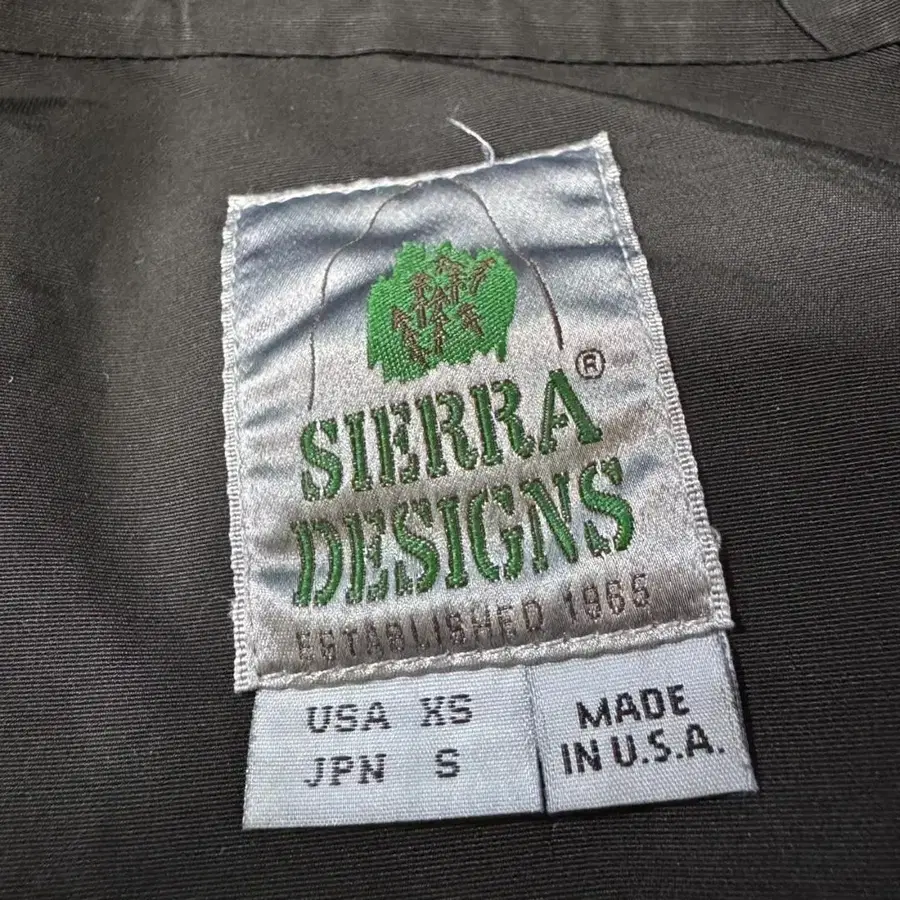 SIERRA®
DESIGNS
ESTABLISHED 1965
USA XS
JPN S
MADE
IN U.S.A.